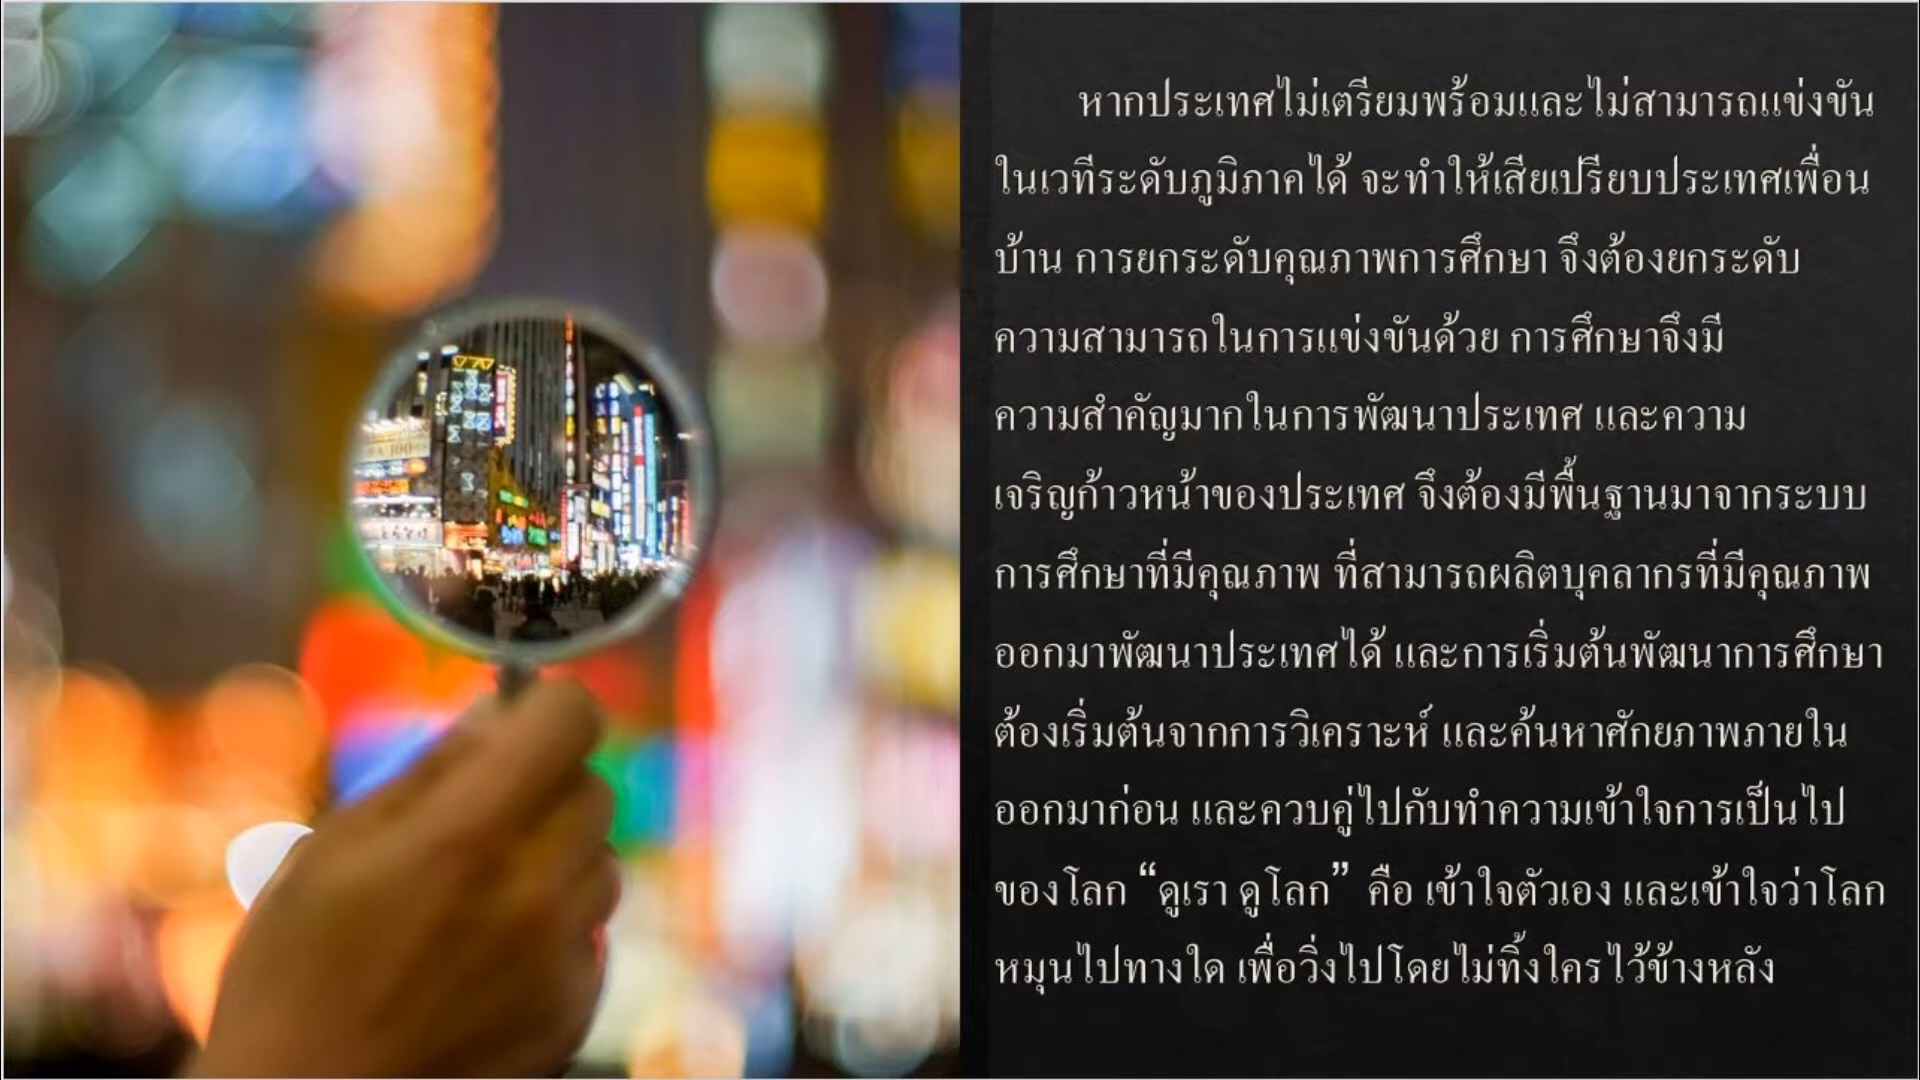 หากประเทศไม่เตรียมพร้อมและไม่สามารถแข่งขัน
ในเวทีระดับภูมิภาคได้ จะทำให้เสียเปรียบประเทศเพื่อน
บ้าน การยกระดับคุณภาพการศึกษา จึงต้องยกระดับ
ความสามารถในการแข่งขันด้วย การศึกษาจึงมี
ความสำคัญมากในการพัฒนาประเทศ และความ
เจริญก้าวหน้าของประเทศ จึงต้องมีพื้นฐานมาจากระบบ
การศึกษาที่มีคุณภาพ ที่สามารถผลิตบุคลากรที่มีคุณภาพ
ออกมาพัฒนาประเทศได้ และการเริ่มต้นพัฒนาการศึกษา
ต้องเริ่มต้นจากการวิเคราะห์ และค้นหาศักยภาพภายใน
ออกมาก่อน และควบคู่ไปกับทำความเข้าใจการเป็นไป
ของโลก “ดูเรา ดูโลก” คือ เข้าใจตัวเอง และเข้าใจว่าโลก
หมุนไปทางใด เพื่อวิ่งไปโดยไม่ทิ้งใครไว้ข้างหลัง